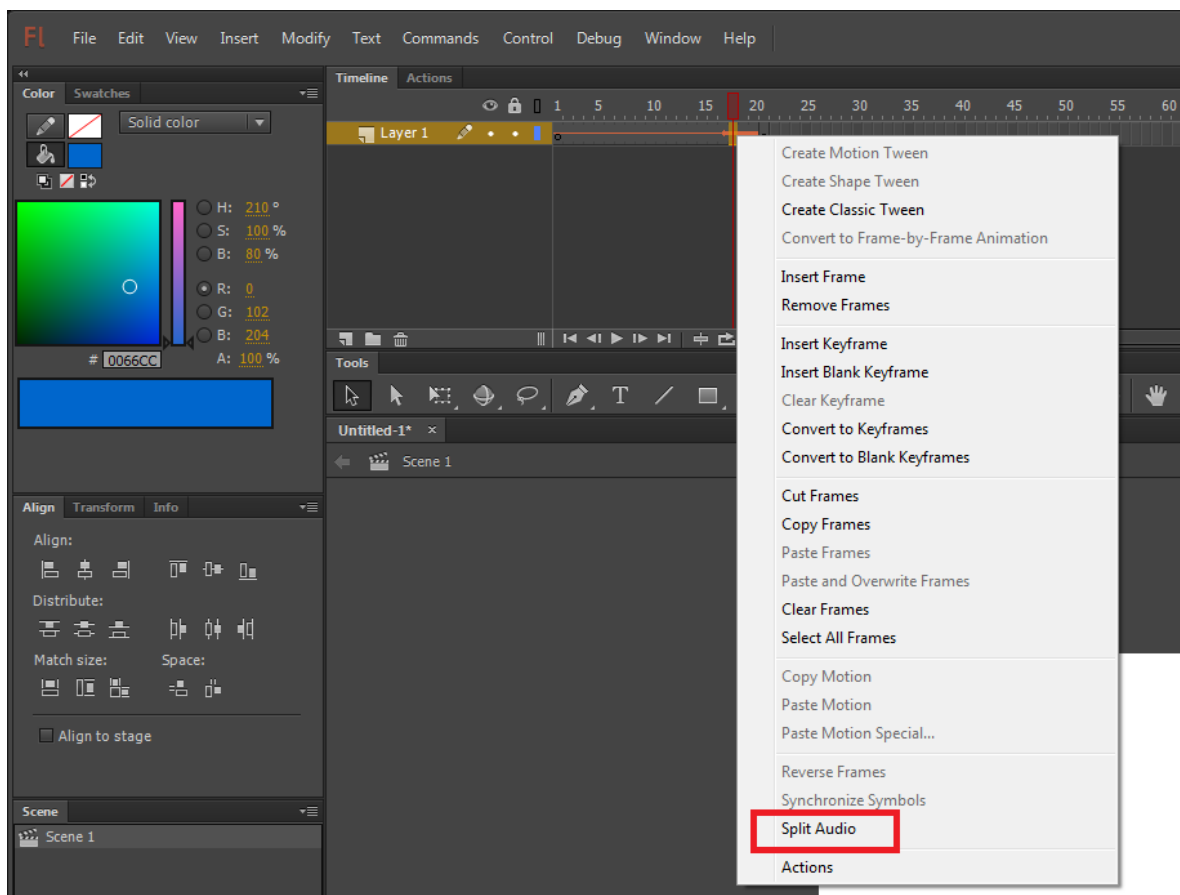 Fl File Edit View Insert Modify Text Commands Control Debug Window Help
Color Swatches
Solid color
H: 210 °
S: 100 %
B: 80 %
R: 0
G: 102
B: 204
# 0066CC A: 100 %
Align Transform Info
Align:
Distribute:
Match size: Space:
Align to stage
Scene
Scene 1
Timeline Actions
1 5 10 15 20 25 30 35 40 45 50 55 60
Layer 1
Tools
T
Untitled-1* ×
Scene 1
Create Motion Tween
Create Shape Tween
Create Classic Tween
Convert to Frame-by-Frame Animation
Insert Frame
Remove Frames
Insert Keyframe
Insert Blank Keyframe
Clear Keyframe
Convert to Keyframes
Convert to Blank Keyframes
Cut Frames
Copy Frames
Paste Frames
Paste and Overwrite Frames
Clear Frames
Select All Frames
Copy Motion
Paste Motion
Paste Motion Special...
Reverse Frames
Synchronize Symbols
Split Audio
Actions